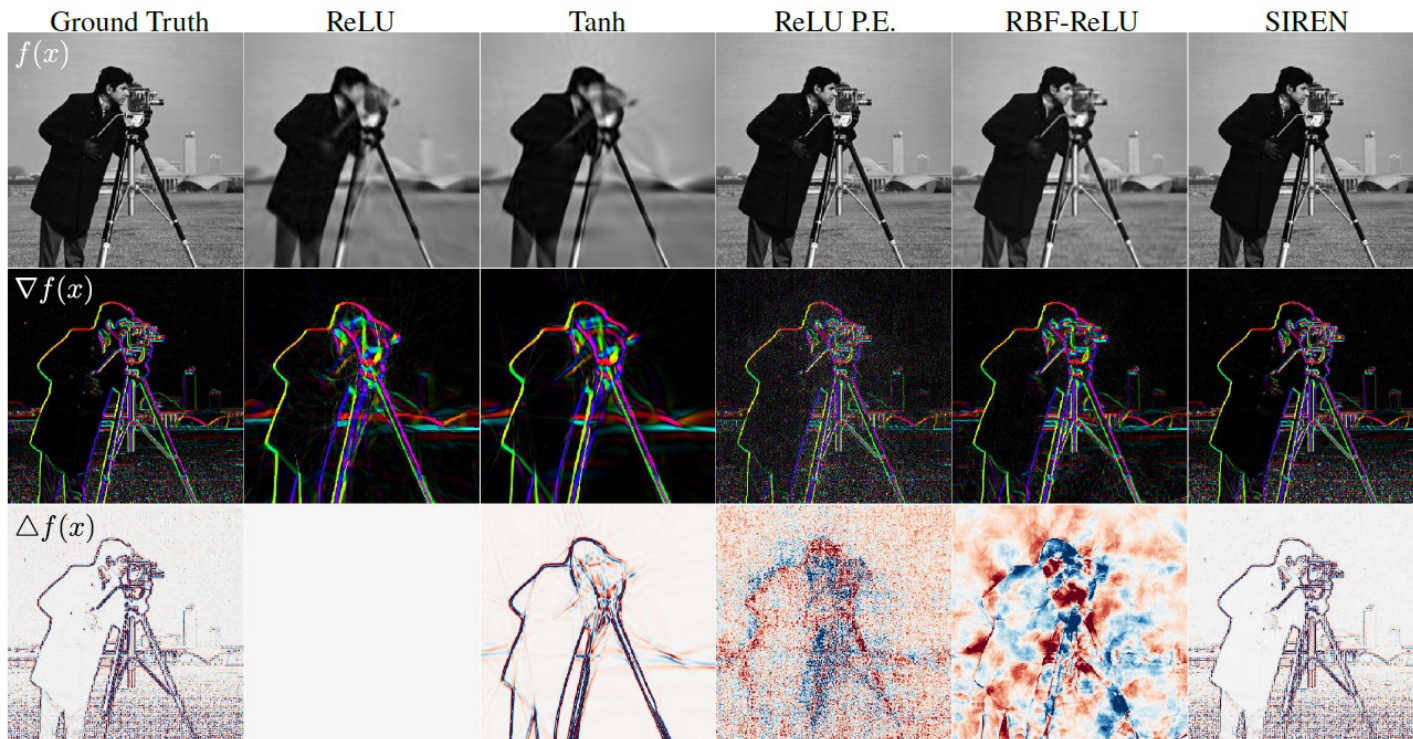 Ground Truth ReLU Tanh ReLU P.E. RBF-ReLU SIREN
f(x)
∇f(x)
△f(x)